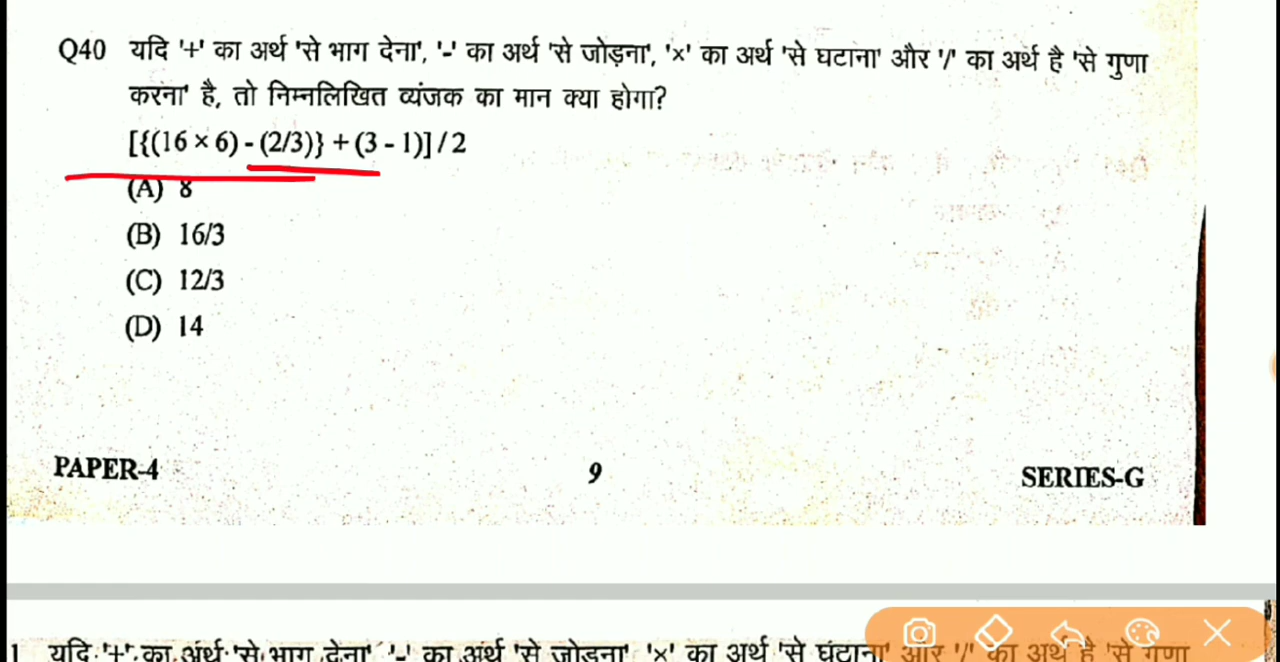 Q40 यदि '+' का अर्थ 'से भाग देना', '-' का अर्थ 'से जोड़ना', '×' का अर्थ 'से घटाना' और '/' का अर्थ है 'से गुणा
करना' है, तो निम्नलिखित व्यंजक का मान क्या होगा?
[{(16 × 6) - (2/3)} + (3 - 1)] / 2
(A) 8
(B) 16/3
(C) 12/3
(D) 14
PAPER-4 9 SERIES-G
यदि '+' का अर्थ 'से भाग देना', '-' का अर्थ 'से जोड़ना', '×' का अर्थ 'से घटाना' और '/' का अर्थ है 'से गुणा